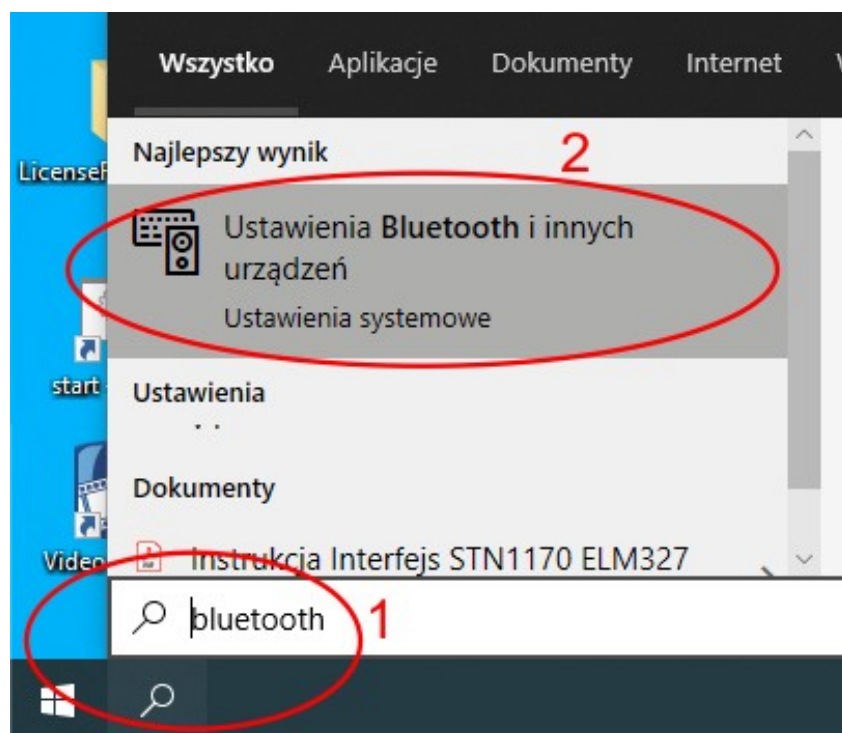 Wszystko Aplikacje Dokumenty Internet
Najlepszy wynik
2
Ustawienia Bluetooth i innych
urządzeń
Ustawienia systemowe
start
Ustawienia
Dokumenty
Video
Instrukcja Interfejs STN1170 ELM327
bluetooth
1